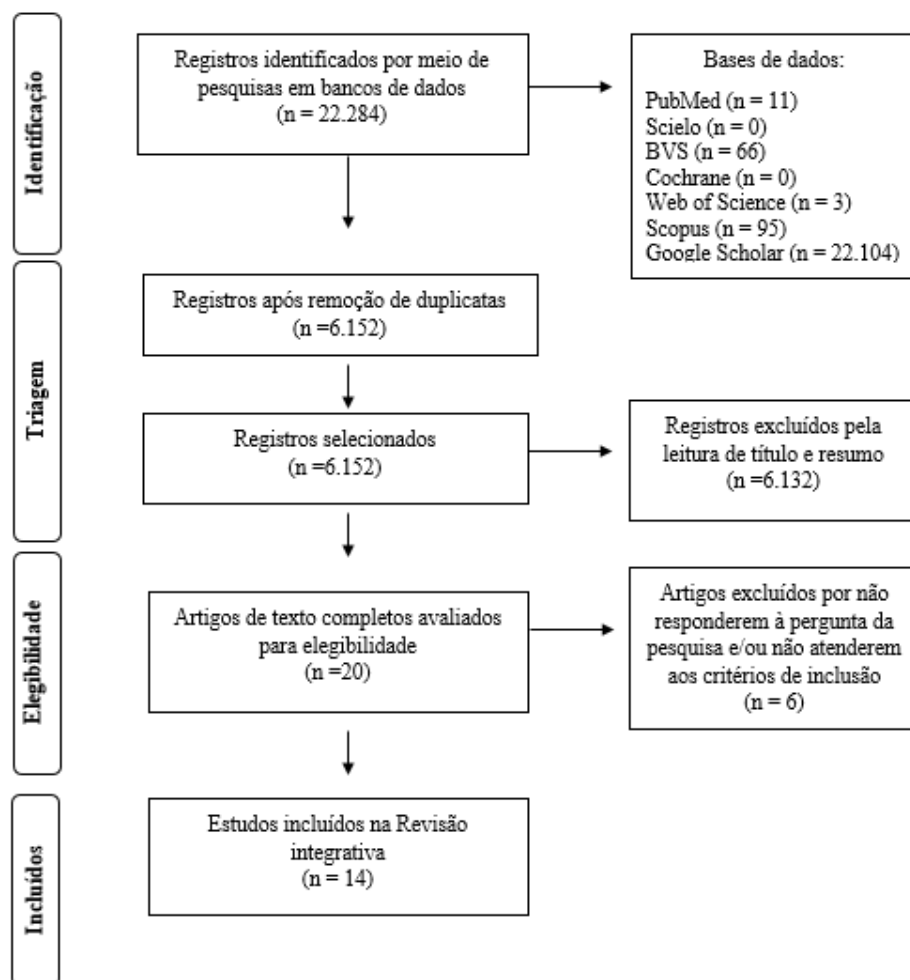 Identificação
Registros identificados por meio de
pesquisas em bancos de dados
(n = 22.284)
Bases de dados:
PubMed (n = 11)
Scielo (n = 0)
BVS (n = 66)
Cochrane (n = 0)
Web of Science (n = 3)
Scopus (n = 95)
Google Scholar (n = 22.104)
Triagem
Registros após remoção de duplicatas
(n =6.152)
Registros selecionados
(n =6.152)
Registros excluídos pela
leitura de título e resumo
(n =6.132)
Elegibilidade
Artigos de texto completos avaliados
para elegibilidade
(n =20)
Artigos excluídos por não
responderem à pergunta da
pesquisa e/ou não atenderem
aos critérios de inclusão
(n = 6)
Incluídos
Estudos incluídos na Revisão
integrativa
(n = 14)